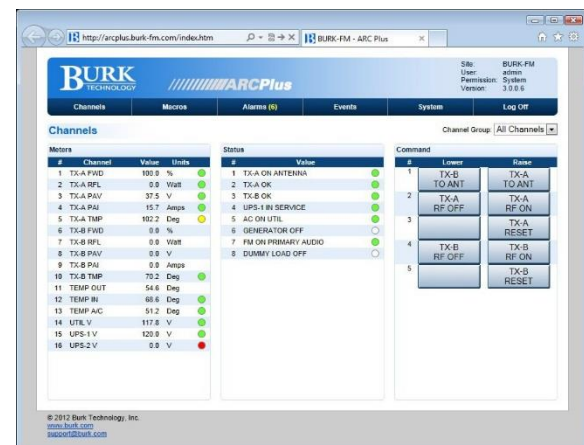 http://arcplus.burk-fm.com/index.htm
BURK-FM - ARC Plus
BURK
TECHNOLOGY
ARCPlus
Site: BURK-FM
User: admin
Permission: System
Version: 3.0.0.6
Channels Macros Alarms (6) Events System Log Off
Channels
Channel Group: All Channels
Meters
# Channel Value Units
1 TX-A FWD 100.0 %
2 TX-A RFL 0.0 Watt
3 TX-A PAV 37.5 V
4 TX-A PAI 15.7 Amps
5 TX-A TMP 102.2 Deg
6 TX-B FWD 0.0 %
7 TX-B RFL 0.0 Watt
8 TX-B PAV 0.0 V
9 TX-B PAI 0.0 Amps
10 TX-B TMP 70.2 Deg
11 TEMP OUT 54.6 Deg
12 TEMP IN 68.6 Deg
13 TEMP A/C 51.2 Deg
14 UTIL V 117.8 V
15 UPS-1 V 120.0 V
16 UPS-2 V 0.0 V
Status
# Value
1 TX-A ON ANTENNA
2 TX-A OK
3 TX-B OK
4 UPS-1 IN SERVICE
5 AC ON UTIL
6 GENERATOR OFF
7 FM ON PRIMARY AUDIO
8 DUMMY LOAD OFF
Command
# Lower Raise
1 TX-B TO ANT TX-A TO ANT
2 TX-A RF OFF TX-A RF ON
3 TX-A RESET
4 TX-B RF OFF TX-B RF ON
5 TX-B RESET
© 2012 Burk Technology, Inc.
www.burk.com
support@burk.com